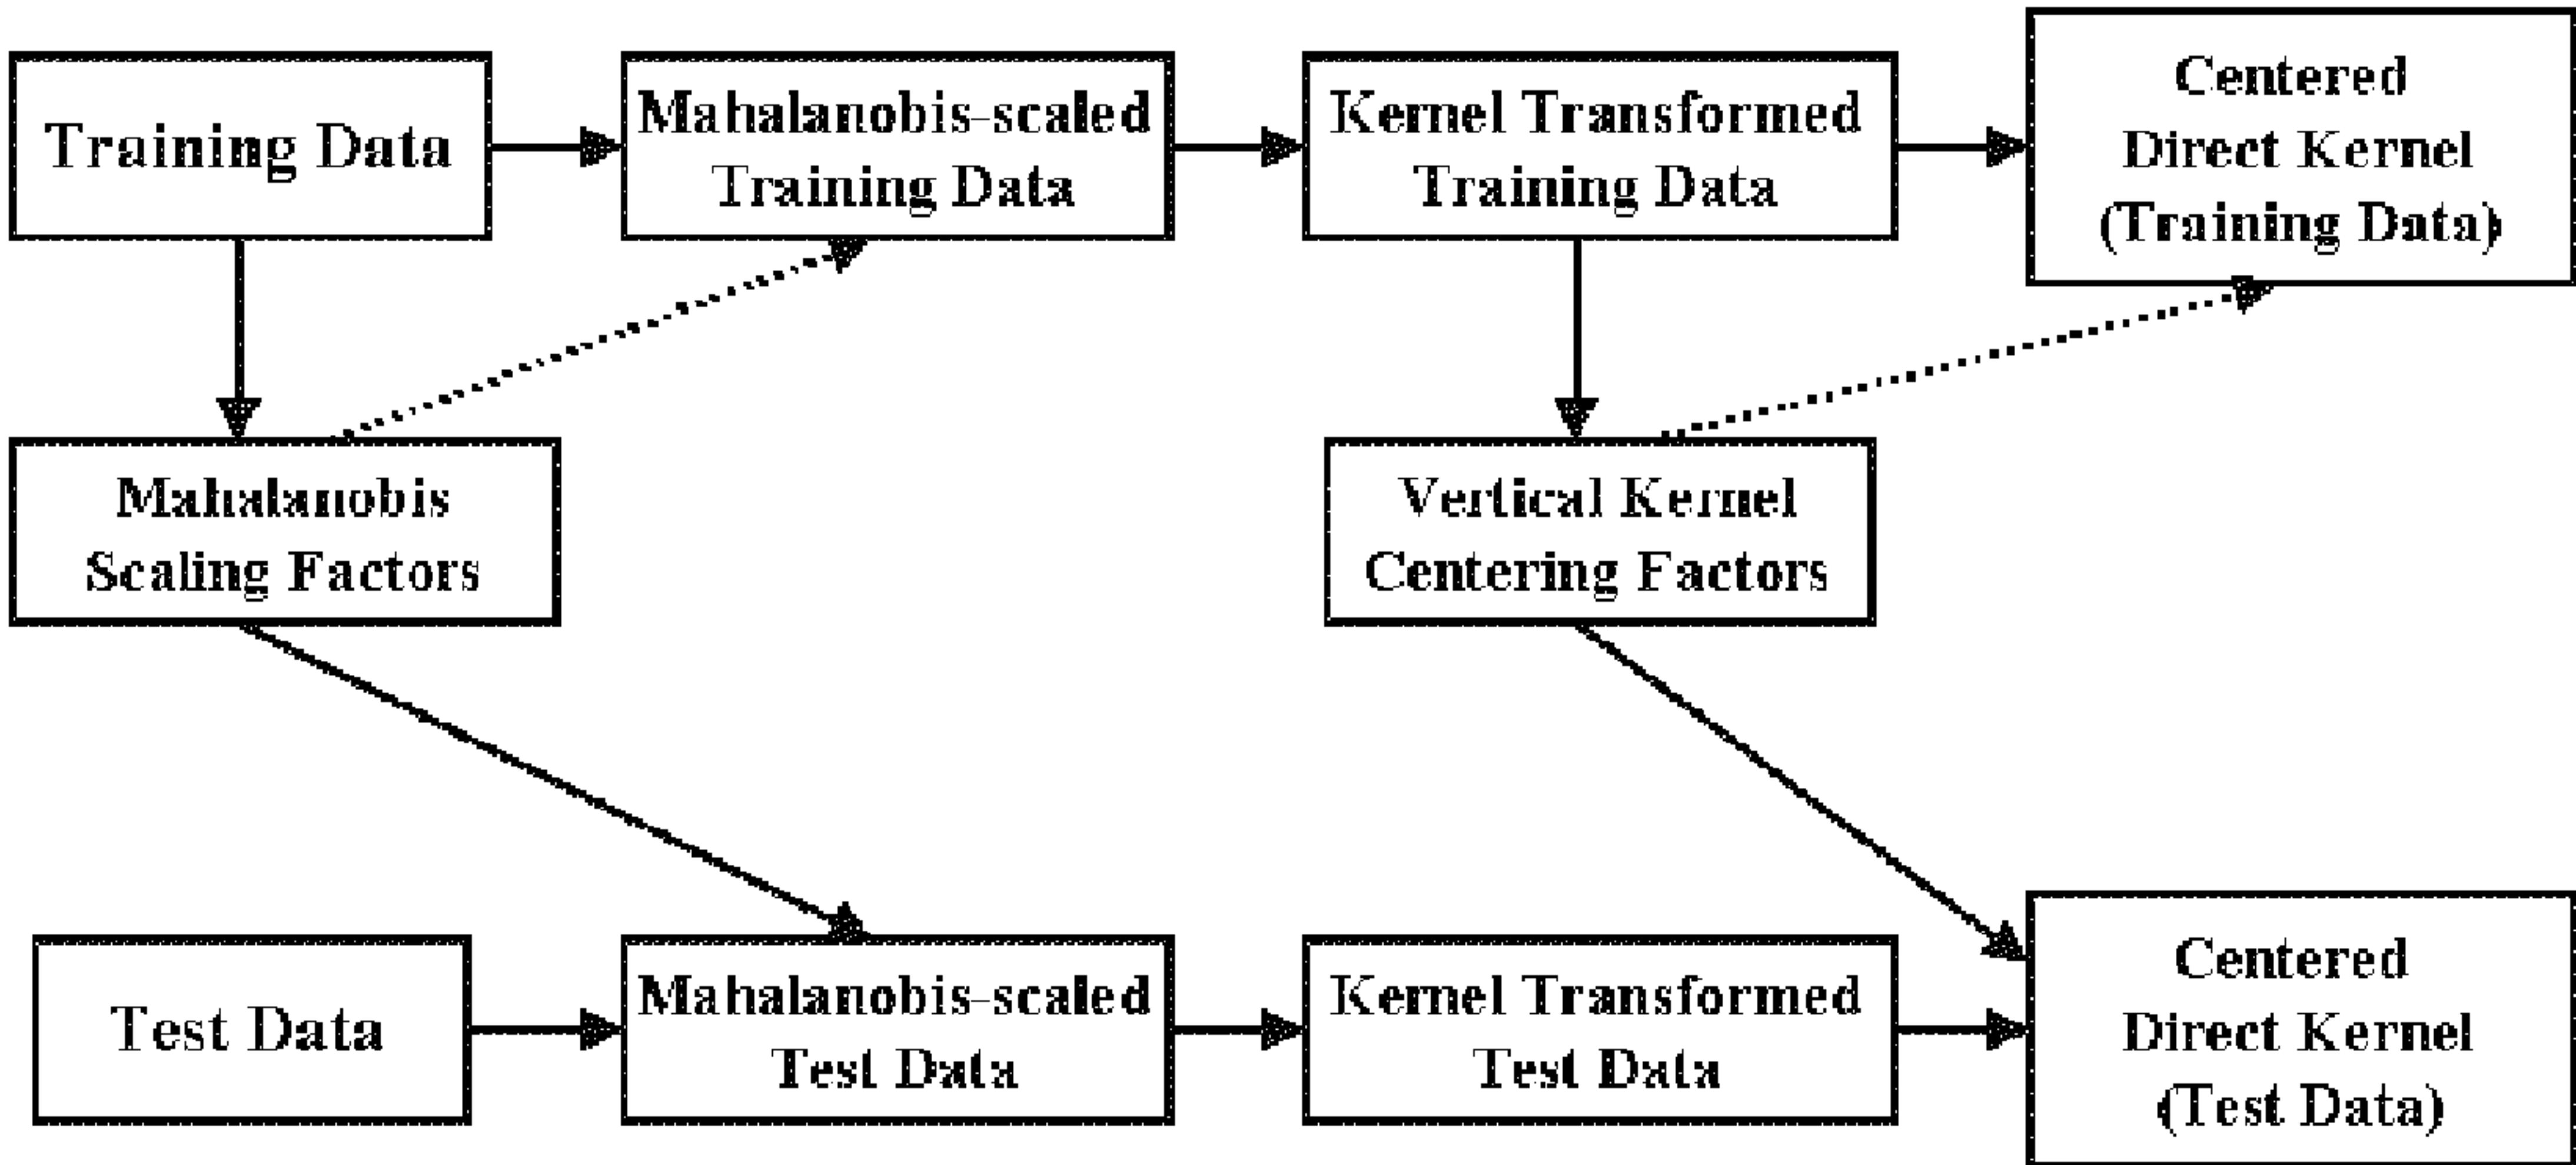 Training Data
Mahalanobis-scaled
Training Data
Kernel Transformed
Training Data
Centered
Direct Kernel
(Training Data)
Mahalanobis
Scaling Factors
Vertical Kernel
Centering Factors
Test Data
Mahalanobis-scaled
Test Data
Kernel Transformed
Test Data
Centered
Direct Kernel
(Test Data)